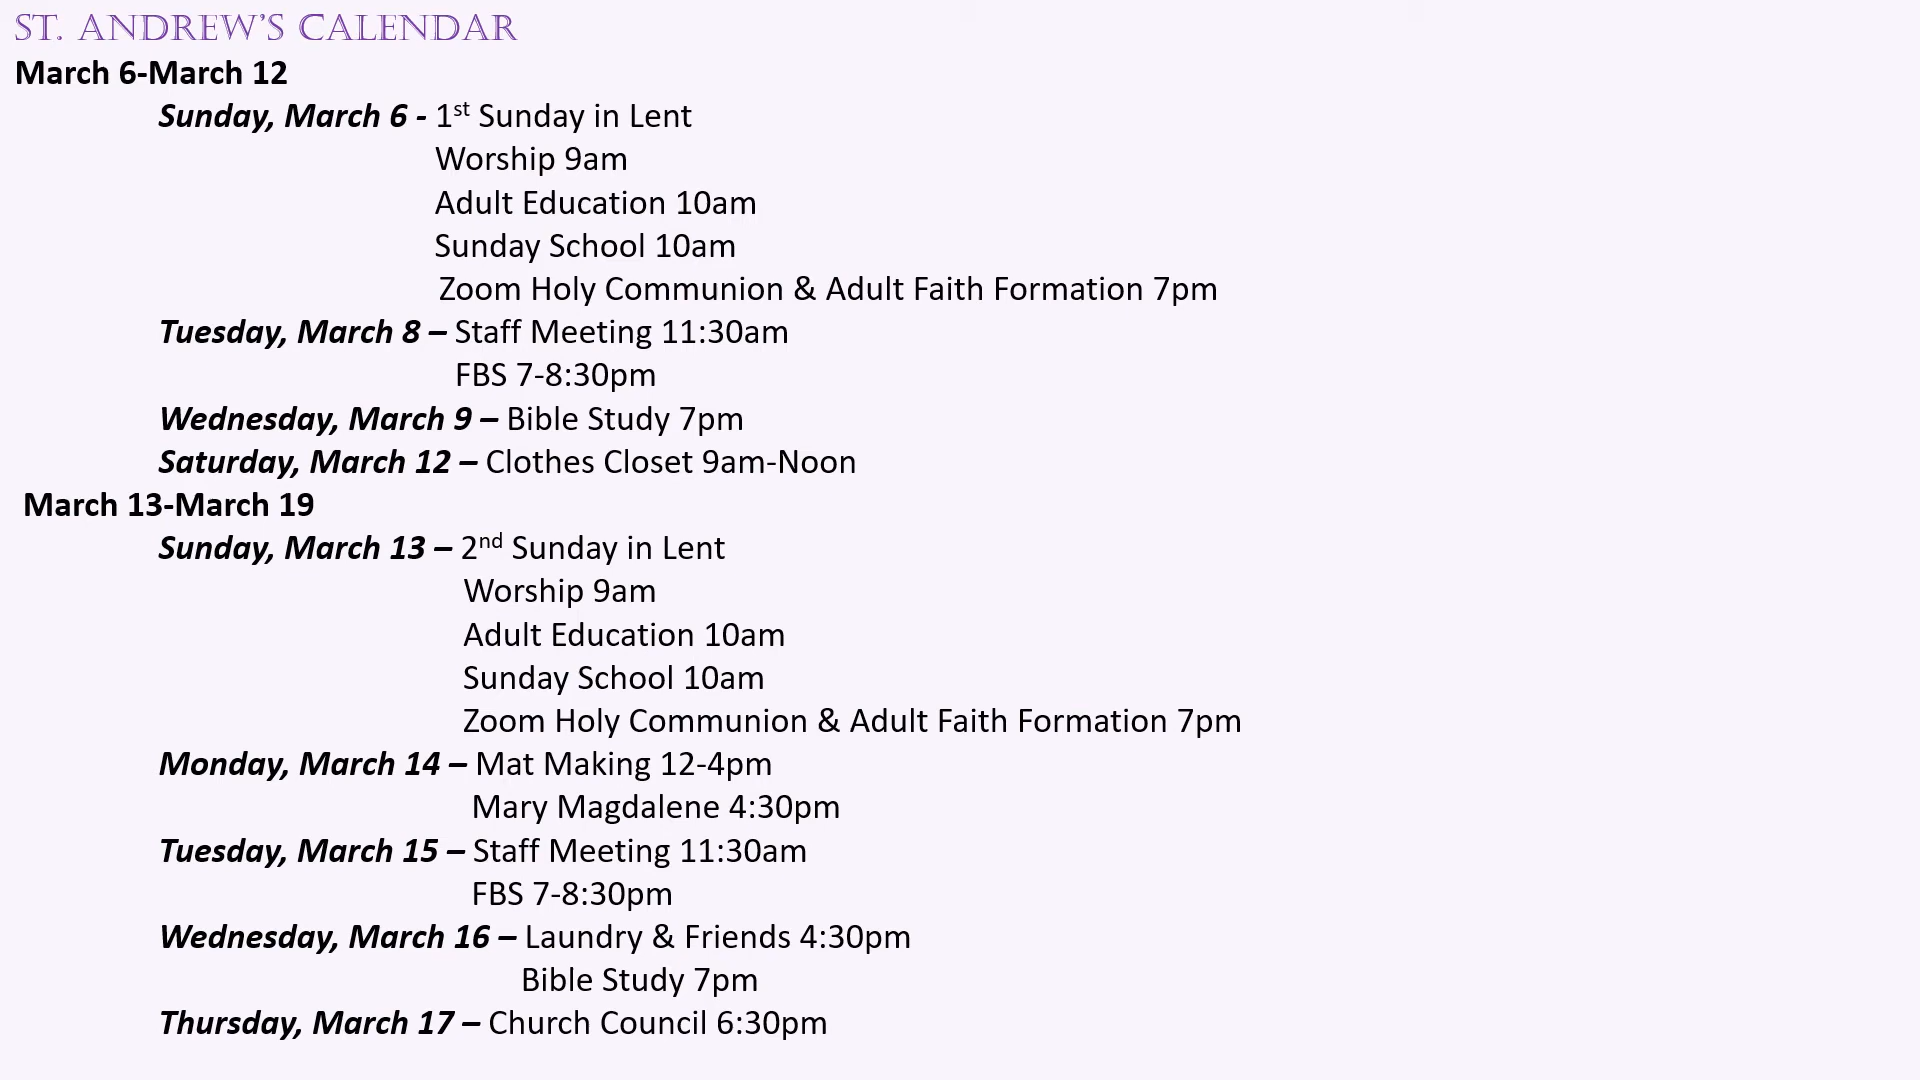 ST. ANDREW'S CALENDAR
March 6-March 12
Sunday, March 6 - 1st Sunday in Lent
Worship 9am
Adult Education 10am
Sunday School 10am
Zoom Holy Communion & Adult Faith Formation 7pm
Tuesday, March 8 – Staff Meeting 11:30am
FBS 7-8:30pm
Wednesday, March 9 – Bible Study 7pm
Saturday, March 12 – Clothes Closet 9am-Noon
March 13-March 19
Sunday, March 13 – 2nd Sunday in Lent
Worship 9am
Adult Education 10am
Sunday School 10am
Zoom Holy Communion & Adult Faith Formation 7pm
Monday, March 14 – Mat Making 12-4pm
Mary Magdalene 4:30pm
Tuesday, March 15 – Staff Meeting 11:30am
FBS 7-8:30pm
Wednesday, March 16 – Laundry & Friends 4:30pm
Bible Study 7pm
Thursday, March 17 – Church Council 6:30pm